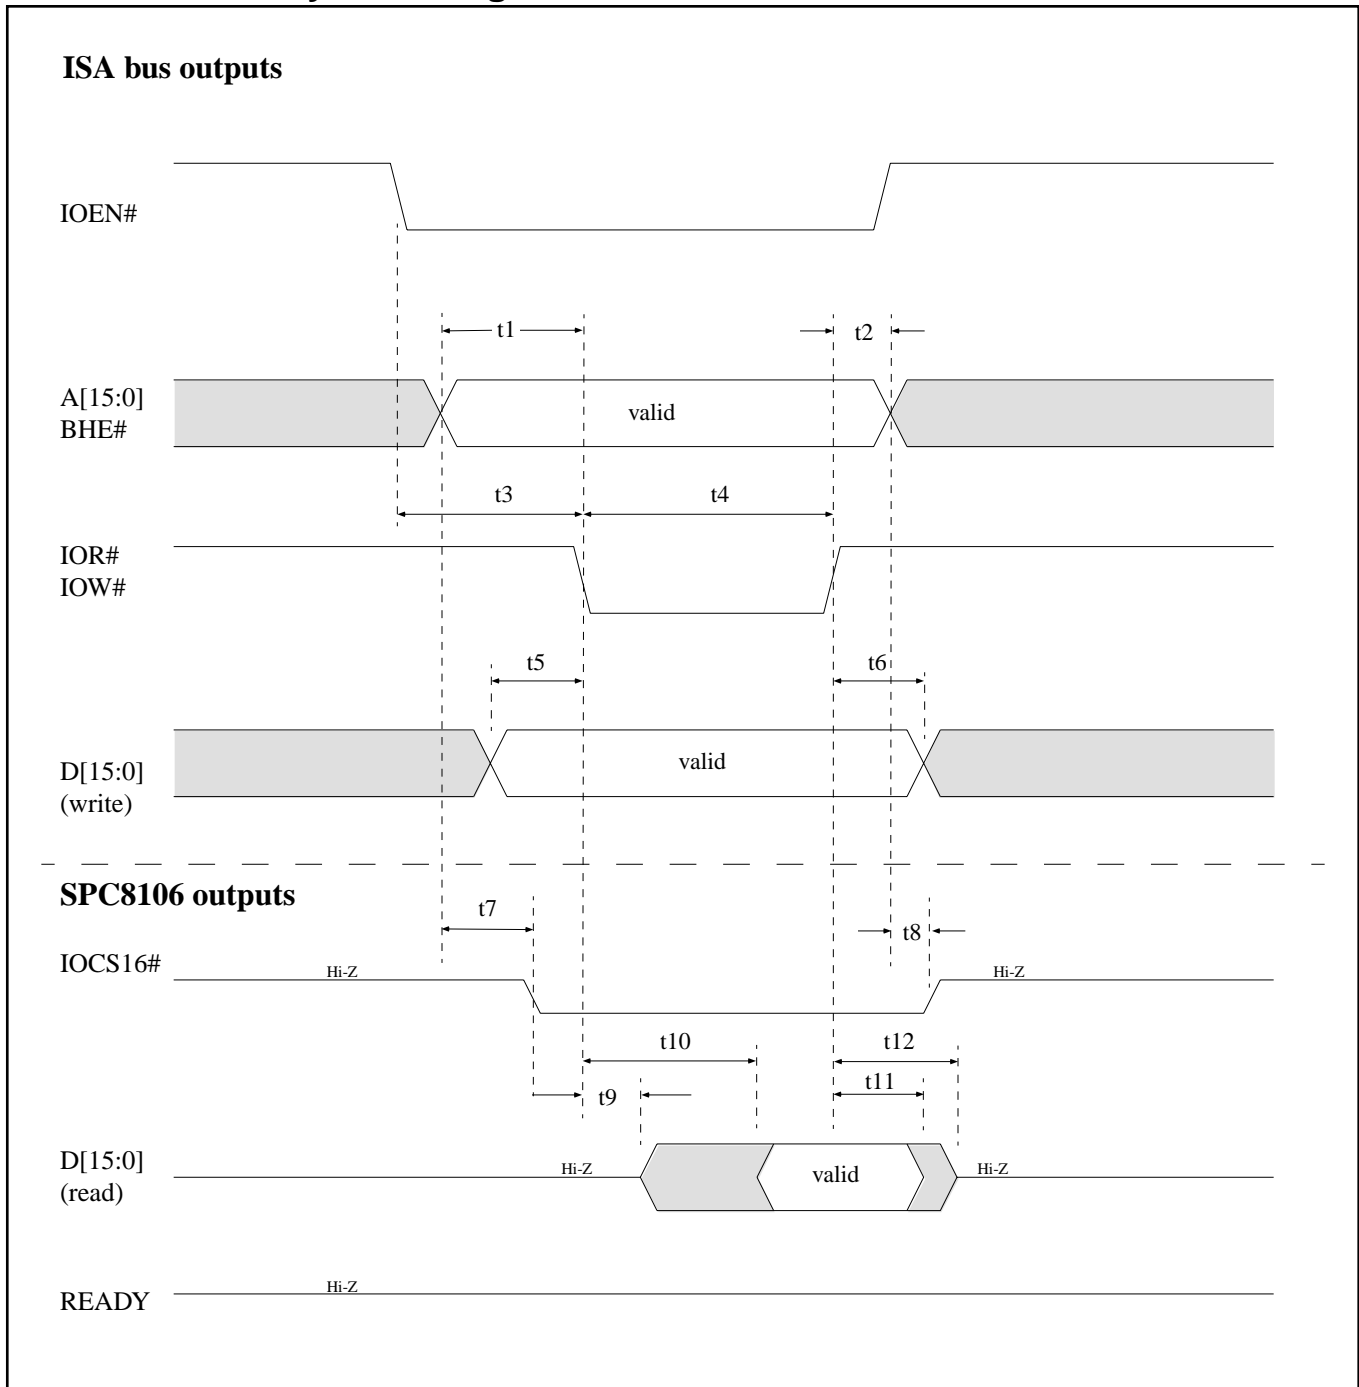 ISA bus outputs
IOEN#
t1
t2
A[15:0]
BHE#
valid
t3
t4
IOR#
IOW#
t5
t6
D[15:0]
(write)
valid
SPC8106 outputs
t7
t8
IOCS16#
Hi-Z
Hi-Z
t10
t12
t9
t11
D[15:0]
(read)
Hi-Z
valid
Hi-Z
READY
Hi-Z